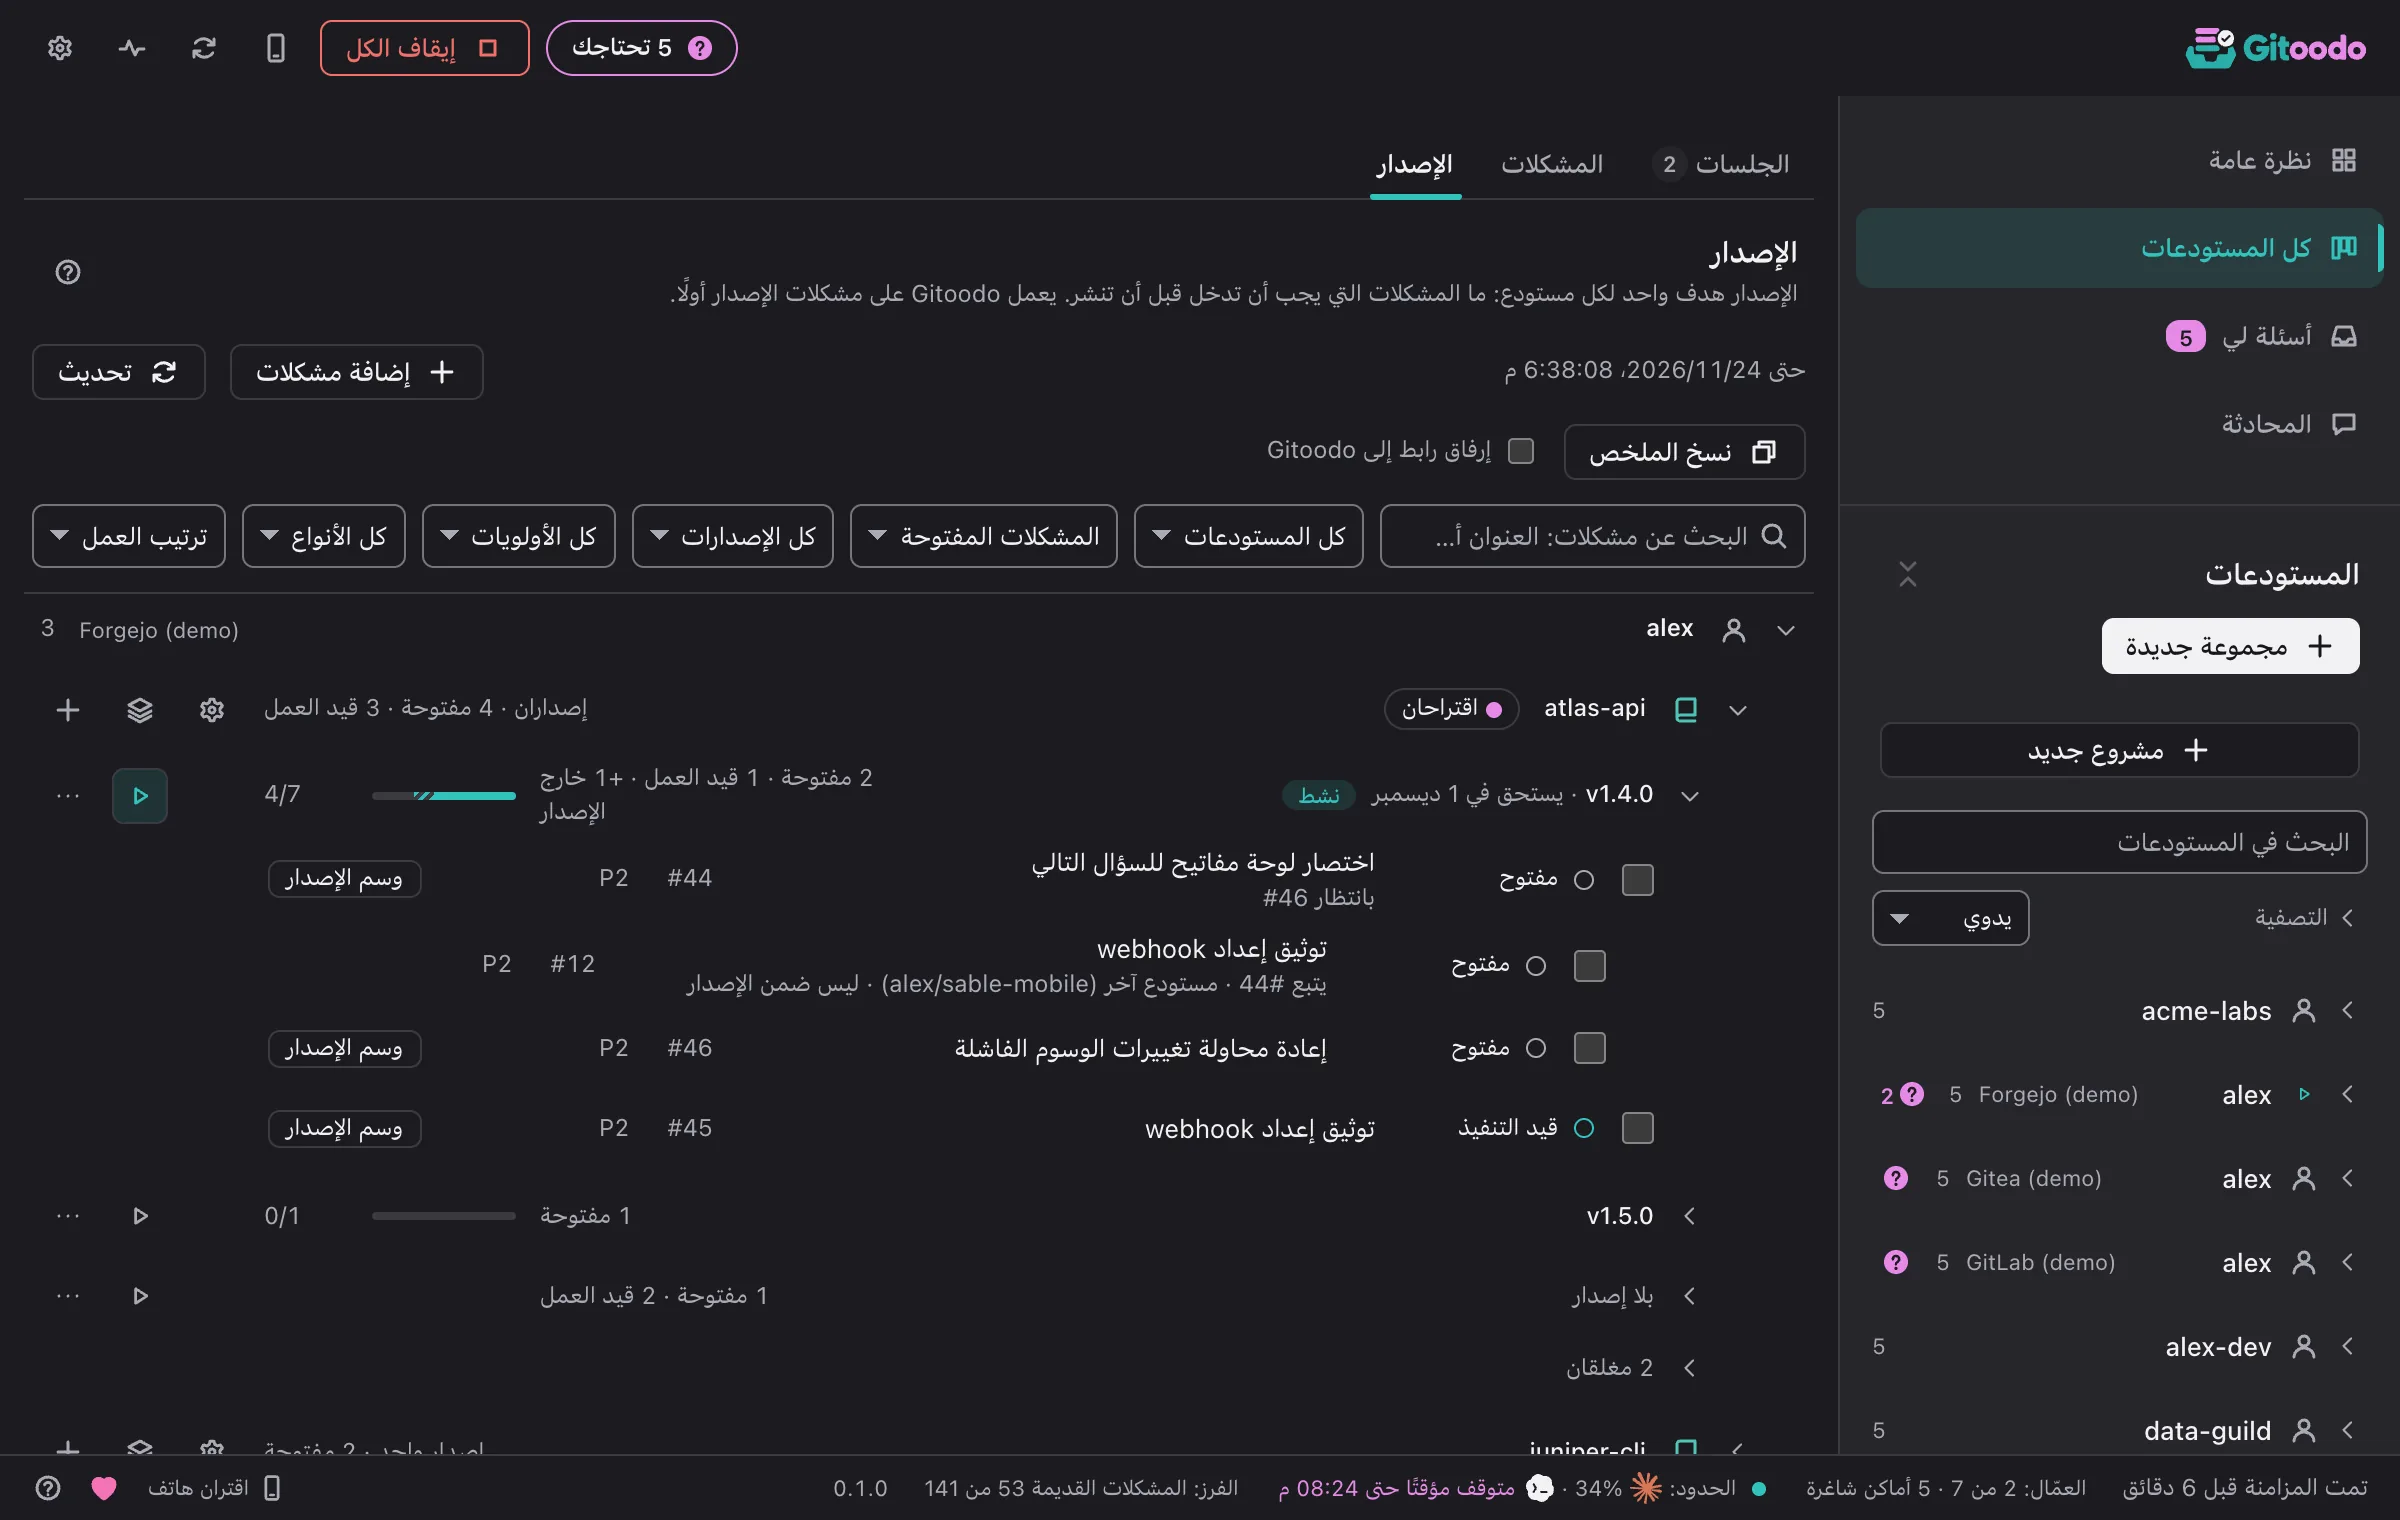 Gitoodo
5 تحتاجك
إيقاف الكل
نظرة عامة
كل المستودعات
أسئلة لي 5
المحادثة
المستودعات
مجموعة جديدة
مشروع جديد
البحث في المستودعات
التصفية
يدوي
acme-labs 5
alex Forgejo (demo) 5 2
alex Gitea (demo) 5
alex GitLab (demo) 5
alex-dev 5
data-guild 5
الجلسات 2
المشكلات
الإصدار
الإصدار
الإصدار هدف واحد لكل مستودع: ما المشكلات التي يجب أن تدخل قبل أن تنشر. يعمل Gitoodo على مشكلات الإصدار أولًا.
حتى 2026/11/24، 6:38:08 م
إضافة مشكلات
تحديث
نسخ الملخص
إرفاق رابط إلى Gitoodo
البحث عن مشكلات: العنوان أ...
كل المستودعات
المشكلات المفتوحة
كل الإصدارات
كل الأولويات
كل الأنواع
ترتيب العمل
alex Forgejo (demo) 3
atlas-api اقتراحان إصداران · 4 مفتوحة · 3 قيد العمل
v1.4.0 · يستحق في 1 ديسمبر نشط 2 مفتوحة · 1 قيد العمل · +1 خارج
الإصدار
4/7
مفتوح اختصار لوحة مفاتيح للسؤال التالي #44 P2 وسم الإصدار
بانتظار #46
مفتوح توثيق إعداد webhook #12 P2
يتبع #44 · مستودع آخر (alex/sable-mobile) · ليس ضمن الإصدار
مفتوح إعادة محاولة تغييرات الوسوم الفاشلة #46 P2 وسم الإصدار
قيد التنفيذ توثيق إعداد webhook #45 P2 وسم الإصدار
v1.5.0 1 مفتوحة 0/1
بلا إصدار 1 مفتوحة · 2 قيد العمل
2 مغلقان
juniper-cli إصدار واحد · 2 مفتوحة
تمت المزامنة قبل 6 دقائق
العمّال: 2 من 7 · 5 أماكن شاغرة
الحدود: 34% · متوقف مؤقتًا حتى 08:24 م
الفرز: المشكلات القديمة 53 من 141
0.1.0
اقتران هاتف